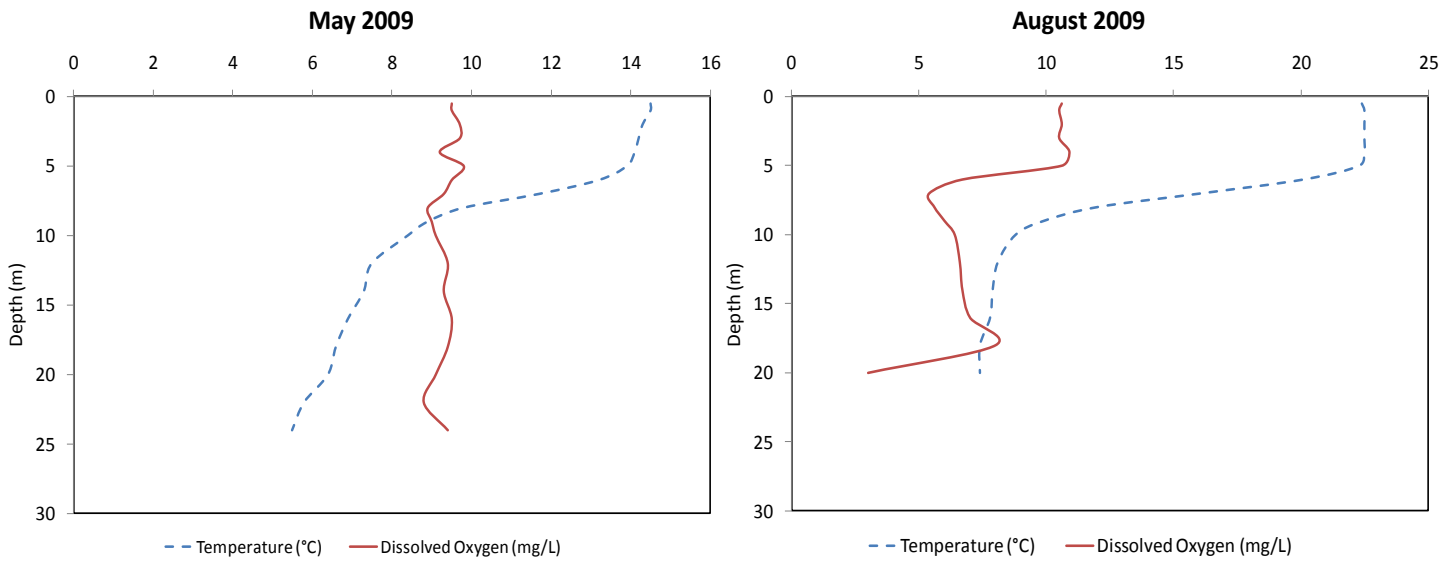 May 2009
0 2 4 6 8 10 12 14 16
0
5
10
15
20
25
30
Depth (m)
Temperature (°C) Dissolved Oxygen (mg/L)
August 2009
0 5 10 15 20 25
0
5
10
15
20
25
30
Depth (m)
Temperature (°C) Dissolved Oxygen (mg/L)